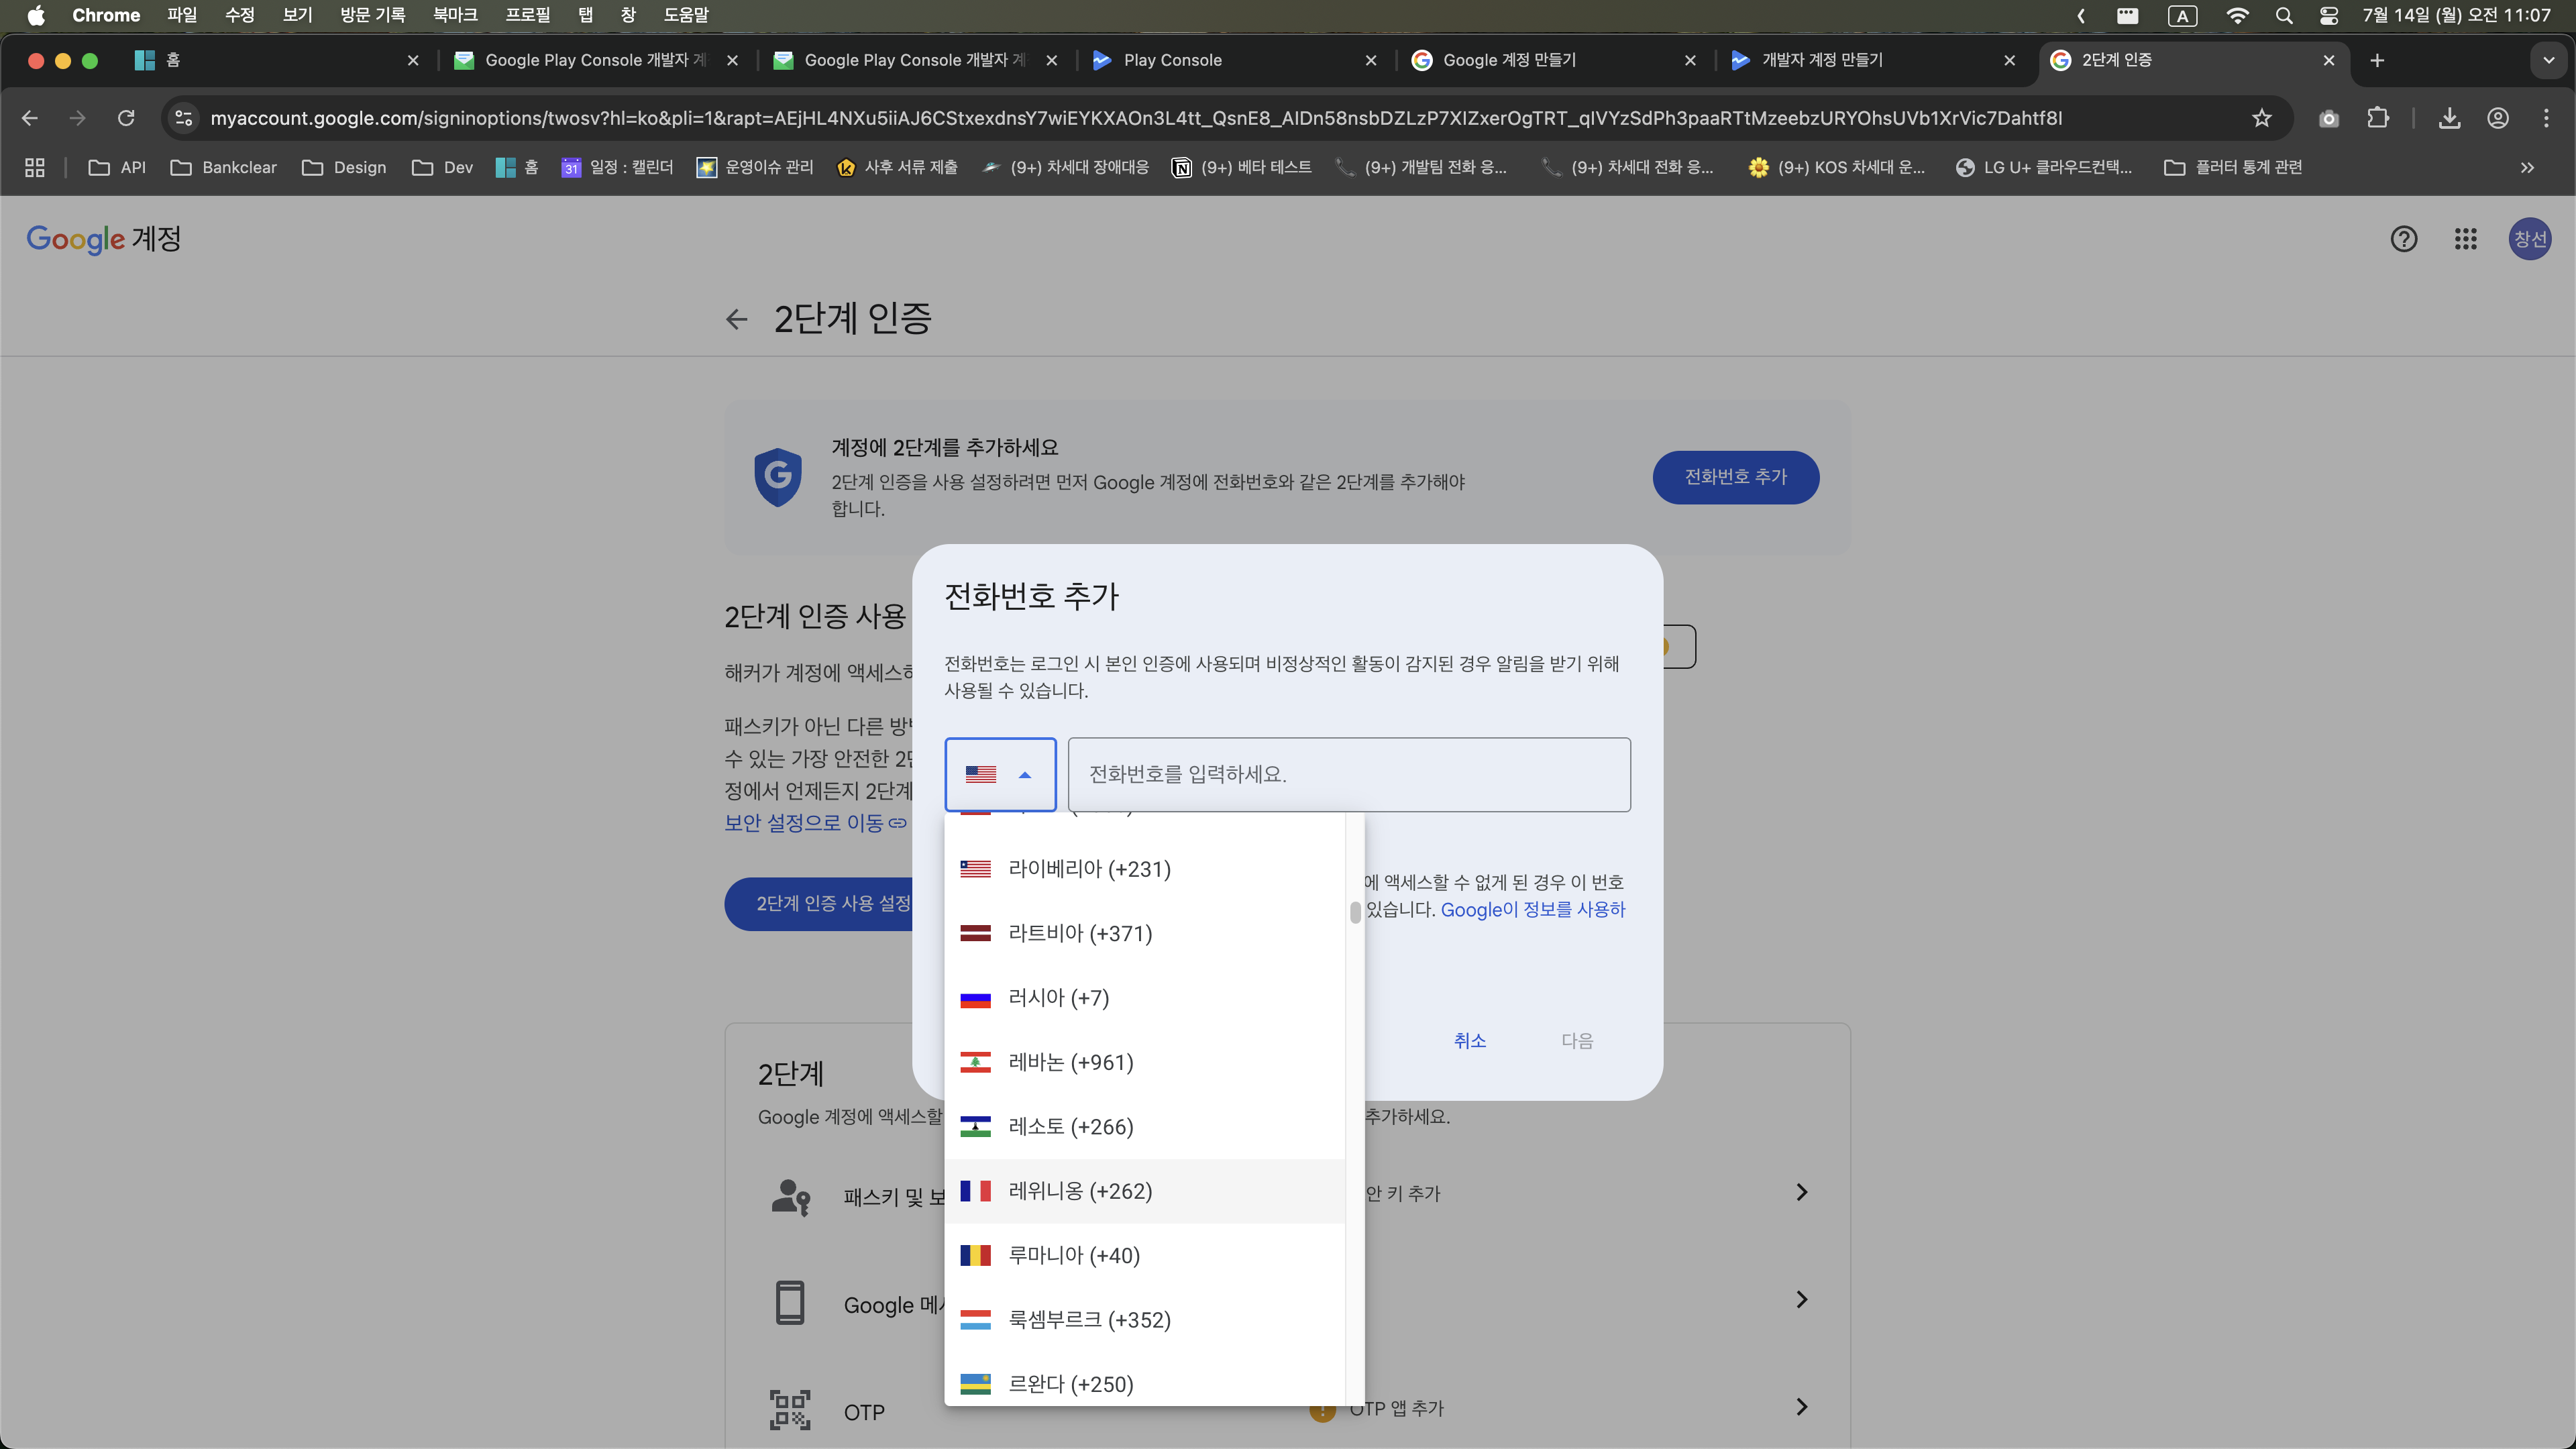 Chrome 파일 수정 보기 방문 기록 북마크 프로필 탭 창 도움말 A 7월 14일 (월) 오전 11:07
홈 Google Play Console 개발자 계 Google Play Console 개발자 계 Play Console Google 계정 만들기 개발자 계정 만들기 2단계 인증
myaccount.google.com/signinoptions/twosv?hl=ko&pli=1&rapt=AEjHL4NXu5iiAJ6CStxexdnsY7wiEYKXAOn3L4tt_QsnE8_AIDn58nsbDZLzP7XIZxerOgTRT_qIVYzSdPh3paaRTtMzeebzURYOhsUVb1XrVic7Dahtf8I
API Bankclear Design Dev 홈 31 일정 : 캘린더 운영이슈 관리 사후 서류 제출 (9+) 차세대 장애대응 (9+) 베타 테스트 (9+) 개발팀 전화 응... (9+) 차세대 전화 응... (9+) KOS 차세대 운... LG U+ 클라우드컨택... 플러터 통계 관련
Google 계정
창선
2단계 인증
계정에 2단계를 추가하세요
2단계 인증을 사용 설정하려면 먼저 Google 계정에 전화번호와 같은 2단계를 추가해야
합니다.
전화번호 추가
2단계 인증 사용
해커가 계정에 액세스하
패스키가 아닌 다른 방법
수 있는 가장 안전한 2단
정에서 언제든지 2단계
보안 설정으로 이동
2단계 인증 사용 설정
전화번호 추가
전화번호는 로그인 시 본인 인증에 사용되며 비정상적인 활동이 감지된 경우 알림을 받기 위해
사용될 수 있습니다.
전화번호를 입력하세요.
라이베리아 (+231)
라트비아 (+371)
러시아 (+7)
레바논 (+961)
레소토 (+266)
레위니옹 (+262)
루마니아 (+40)
룩셈부르크 (+352)
르완다 (+250)
에 액세스할 수 없게 된 경우 이 번호
있습니다. Google이 정보를 사용하
취소 다음
2단계
Google 계정에 액세스할 추가하세요.
패스키 및 보 안 키 추가
Google 메시
OTP OTP 앱 추가